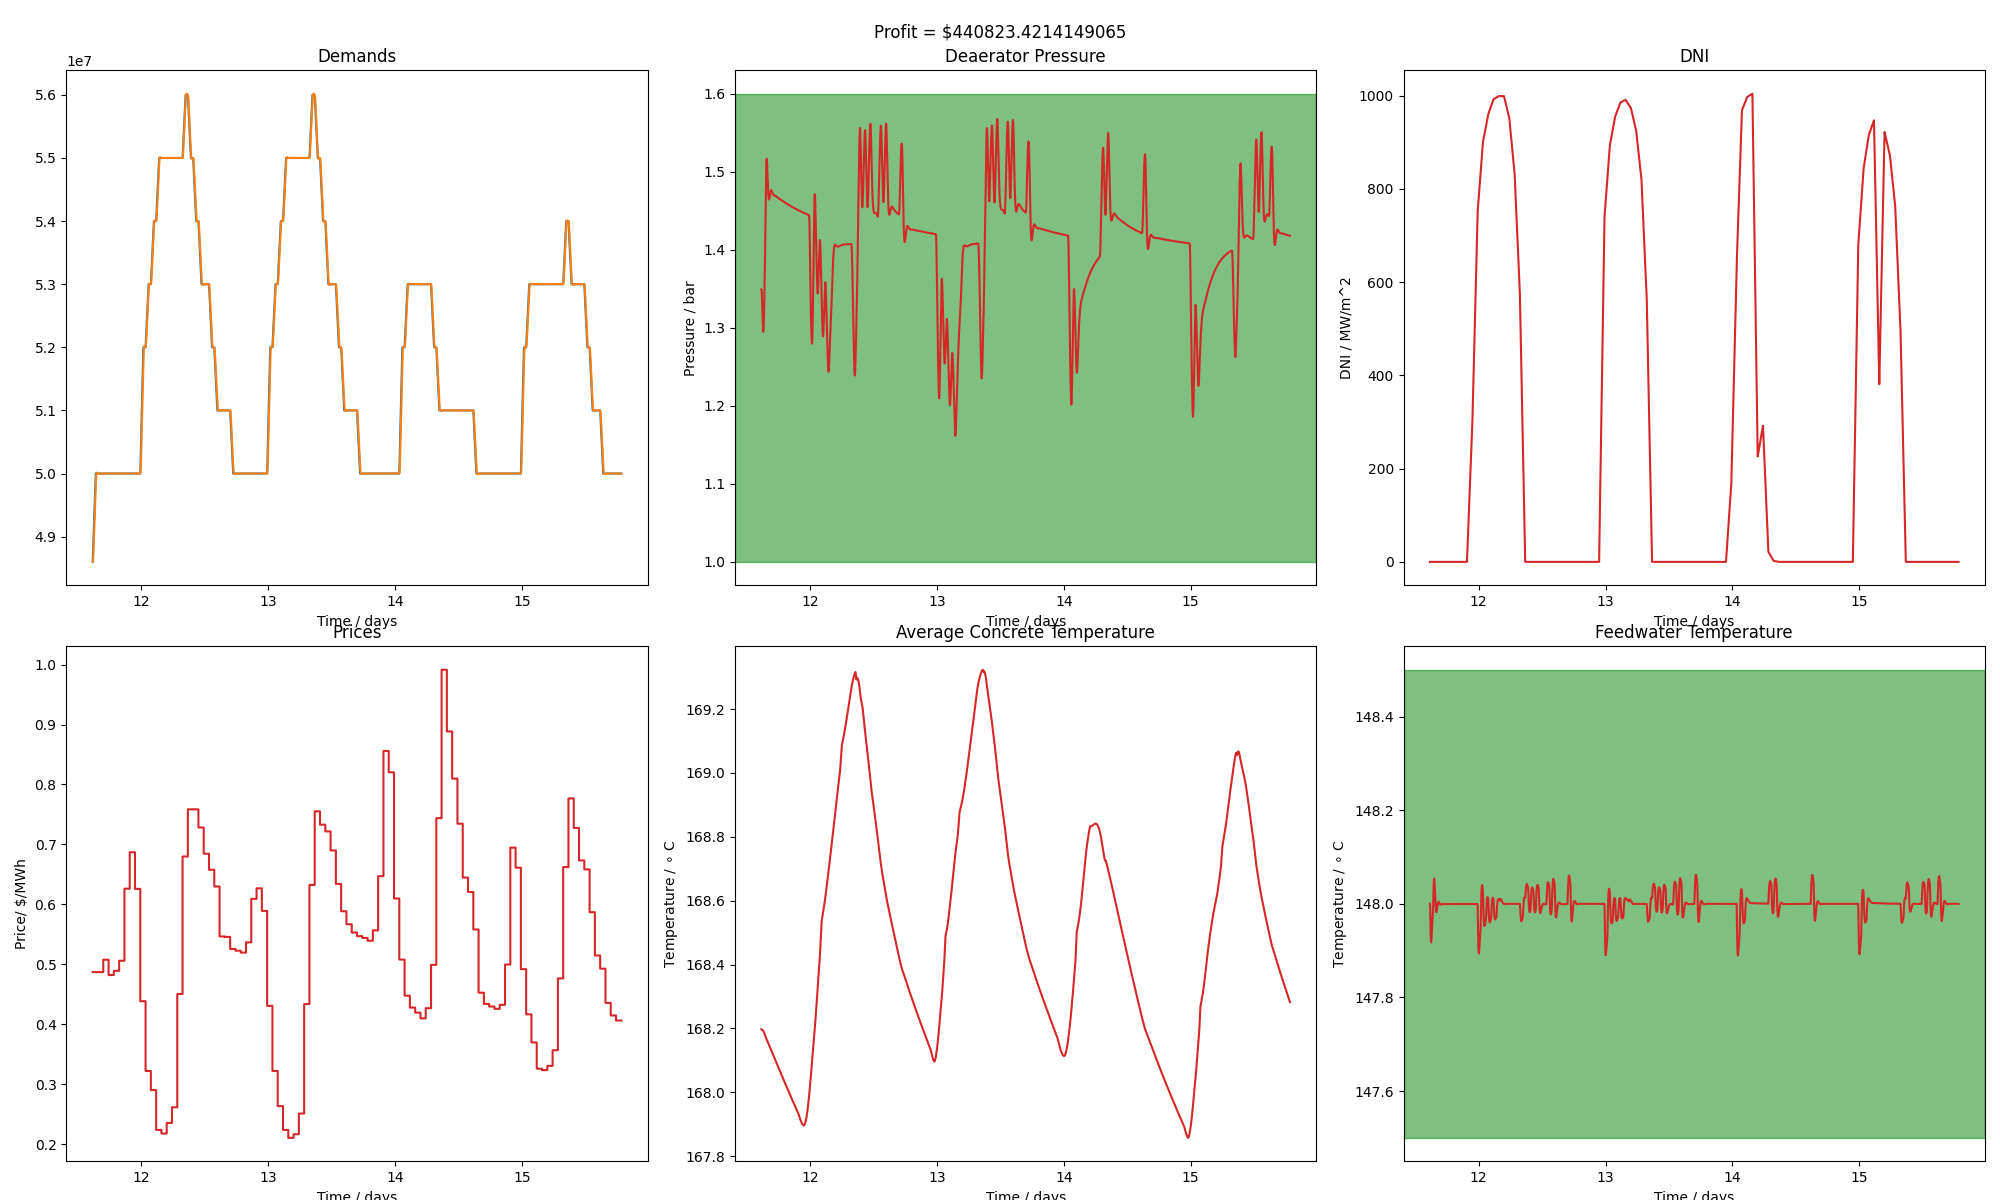 Profit = $440823.4214149065
Demands
1e7
5.6
5.5
5.4
5.3
5.2
5.1
5.0
4.9
12 13 14 15
Time / days
Deaerator Pressure
Pressure / bar
1.6
1.5
1.4
1.3
1.2
1.1
1.0
12 13 14 15
Time / days
DNI
DNI / MW/m^2
1000
800
600
400
200
0
12 13 14 15
Time / days
Prices
Price/ $/MWh
1.0
0.9
0.8
0.7
0.6
0.5
0.4
0.3
0.2
12 13 14 15
Time / days
Average Concrete Temperature
Temperature / ∘ C
169.2
169.0
168.8
168.6
168.4
168.2
168.0
167.8
12 13 14 15
Time / days
Feedwater Temperature
Temperature / ∘ C
148.4
148.2
148.0
147.8
147.6
12 13 14 15
Time / days